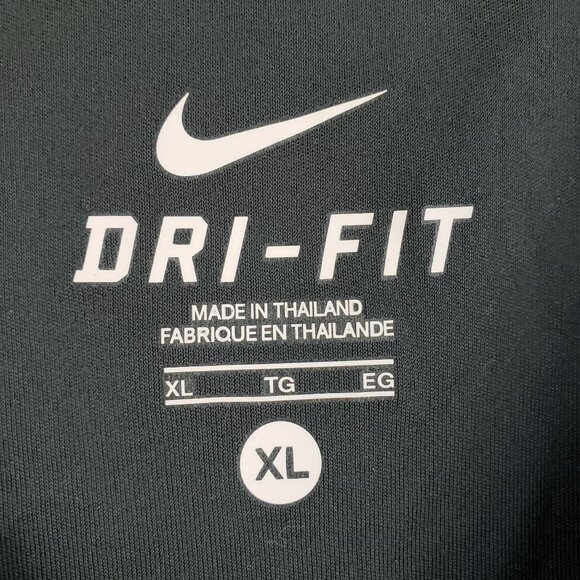 DRI-FIT
MADE IN THAILAND
FABRIQUE EN THAILANDE
XL TG EG
XL